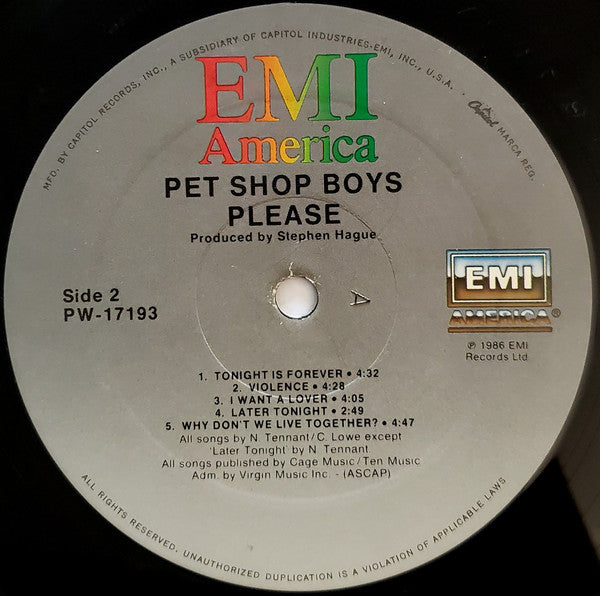 MFD. BY CAPITOL RECORDS, INC., A SUBSIDIARY OF CAPITOL INDUSTRIES-EMI, INC., U.S.A. . Capitol MARCA REG.
EMI
America
PET SHOP BOYS
PLEASE
Produced by Stephen Hague
Side 2
PW-17193
EMI
AMERICA®
℗ 1986 EMI
Records Ltd.
1. TONIGHT IS FOREVER • 4:32
2. VIOLENCE • 4:28
3. I WANT A LOVER • 4:05
4. LATER TONIGHT • 2:49
5. WHY DON'T WE LIVE TOGETHER? • 4:47
All songs by N. Tennant/C. Lowe except
'Later Tonight' by N. Tennant.
All songs published by Cage Music/Ten Music
Adm. by Virgin Music Inc. - (ASCAP)
ALL RIGHTS RESERVED. UNAUTHORIZED DUPLICATION IS A VIOLATION OF APPLICABLE LAWS